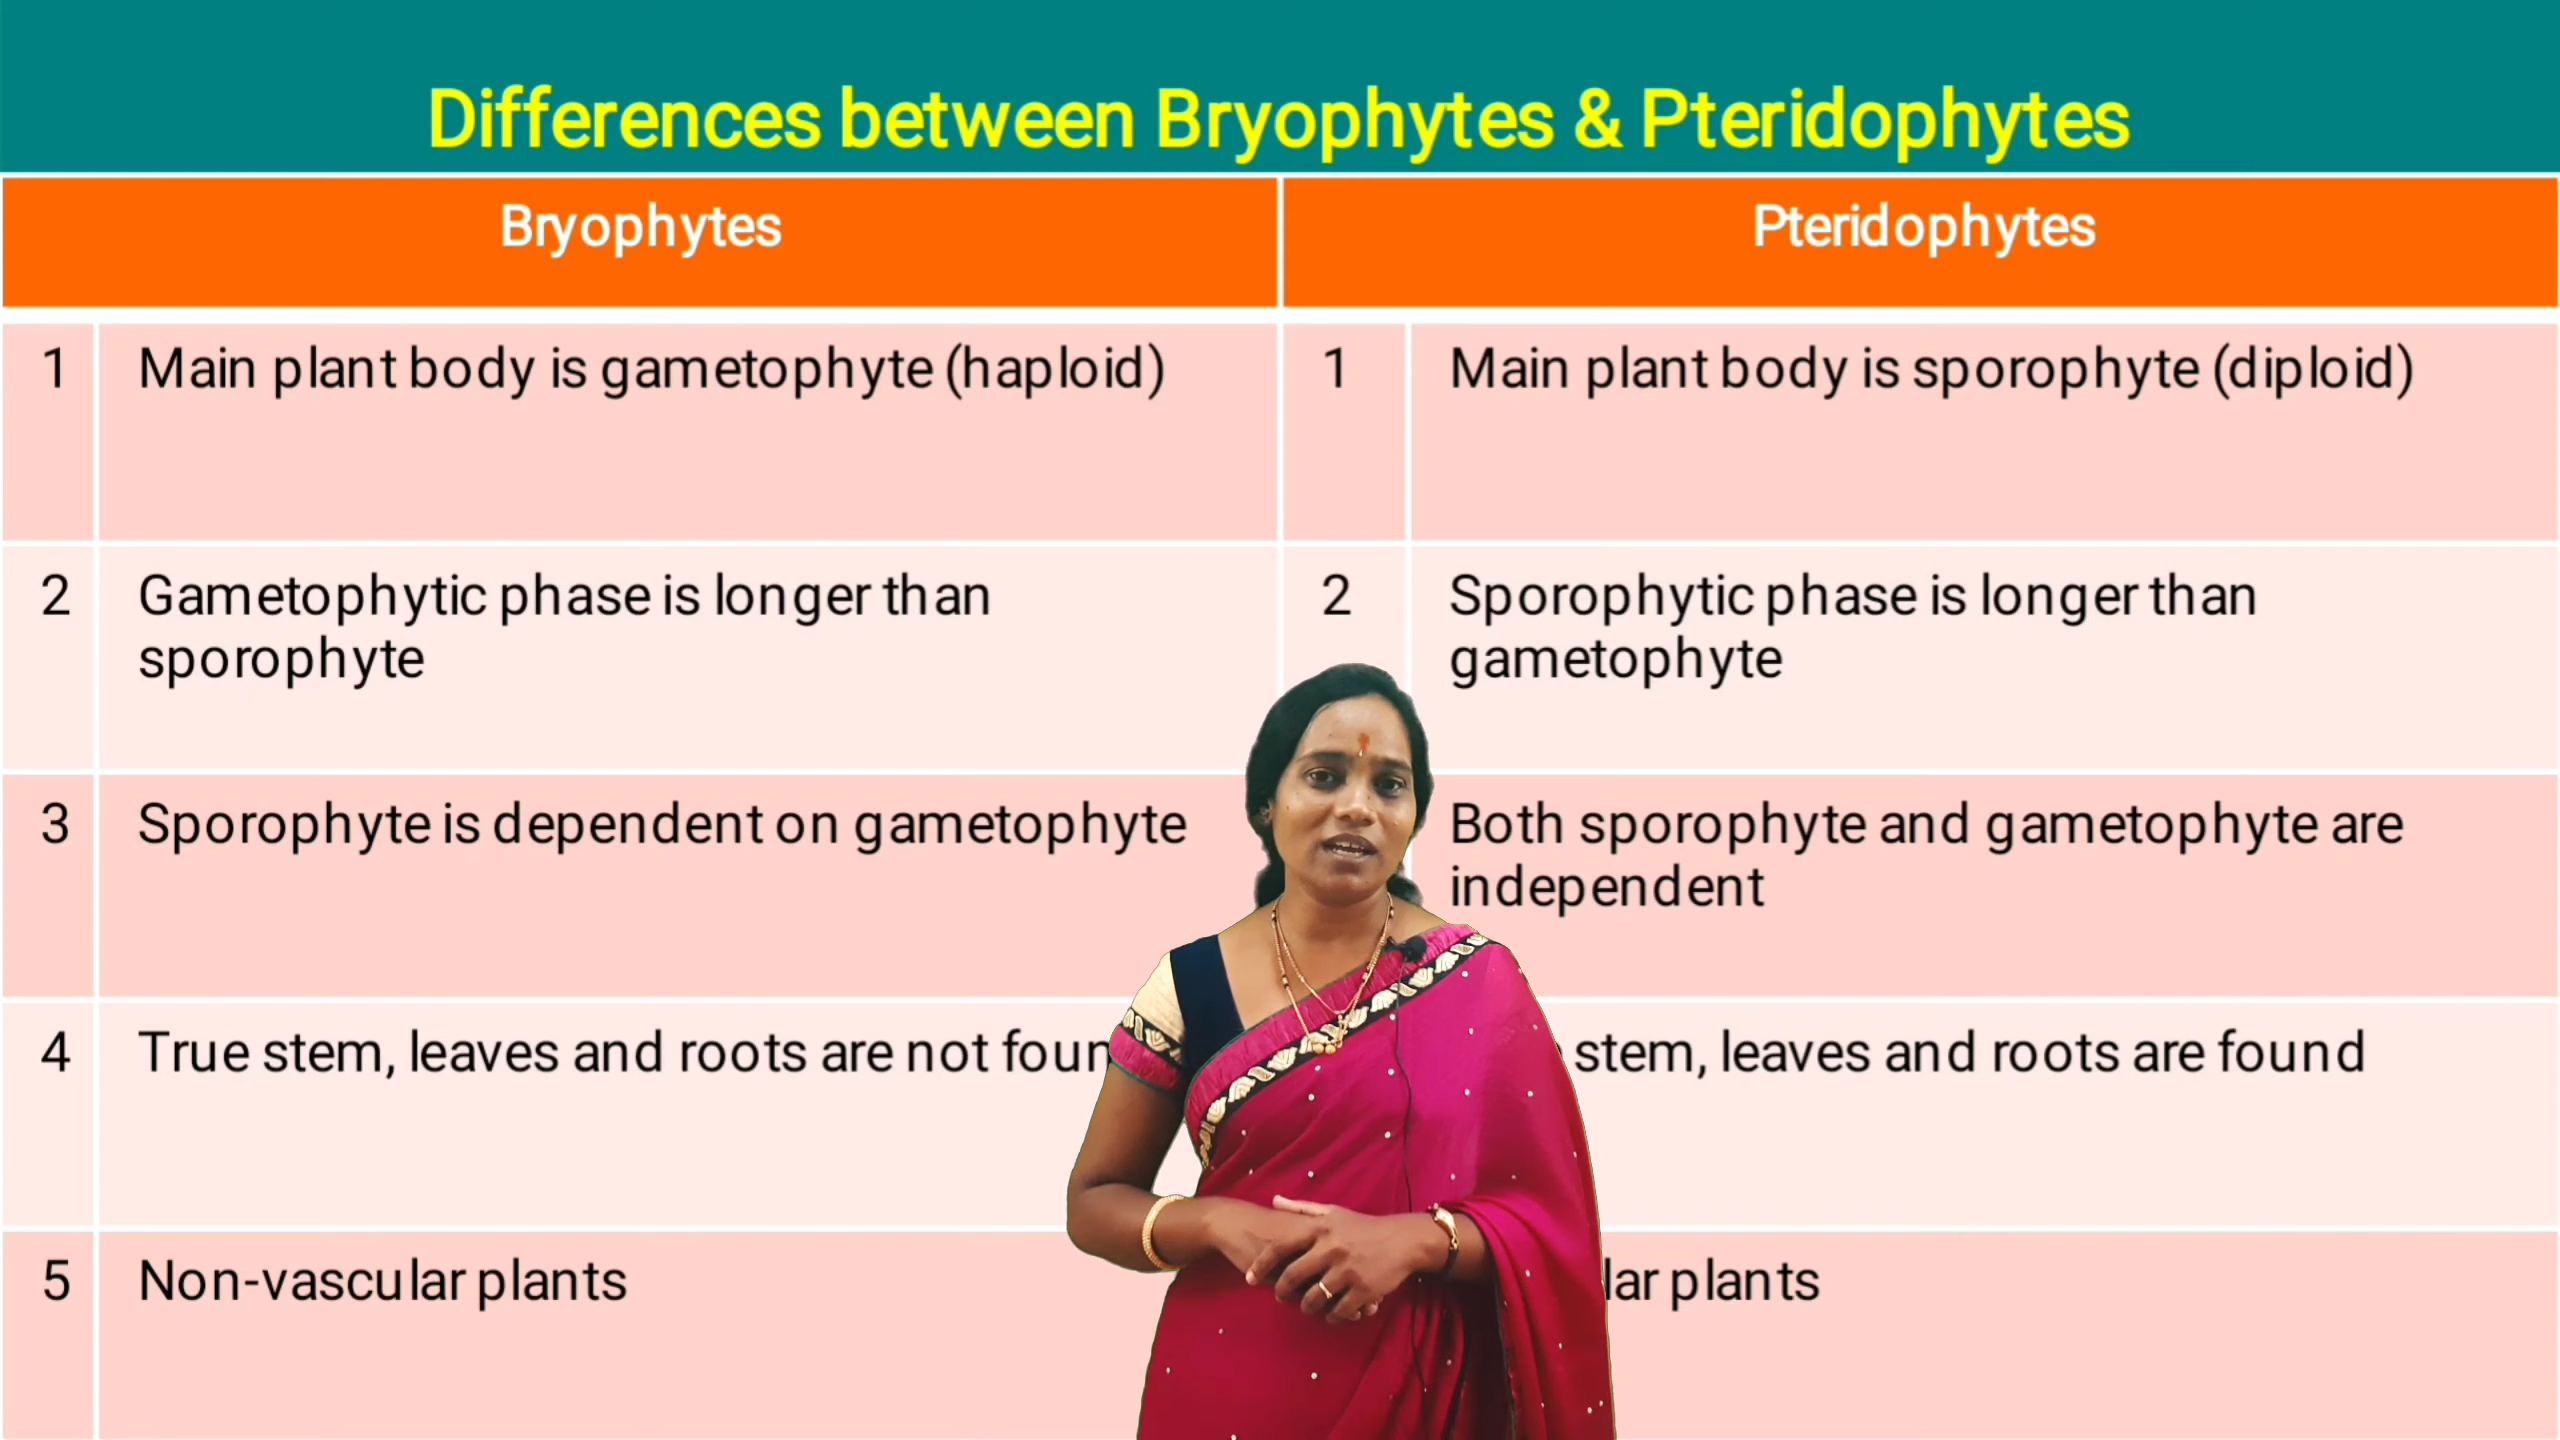 Differences between Bryophytes & Pteridophytes
Bryophytes
Pteridophytes
1
Main plant body is gametophyte (haploid)
1
Main plant body is sporophyte (diploid)
2
Gametophytic phase is longer than
sporophyte
2
Sporophytic phase is longer than
gametophyte
3
Sporophyte is dependent on gametophyte
Both sporophyte and gametophyte are
independent
4
True stem, leaves and roots are not
stem, leaves and roots are found
5
Non-vascular plants
plants